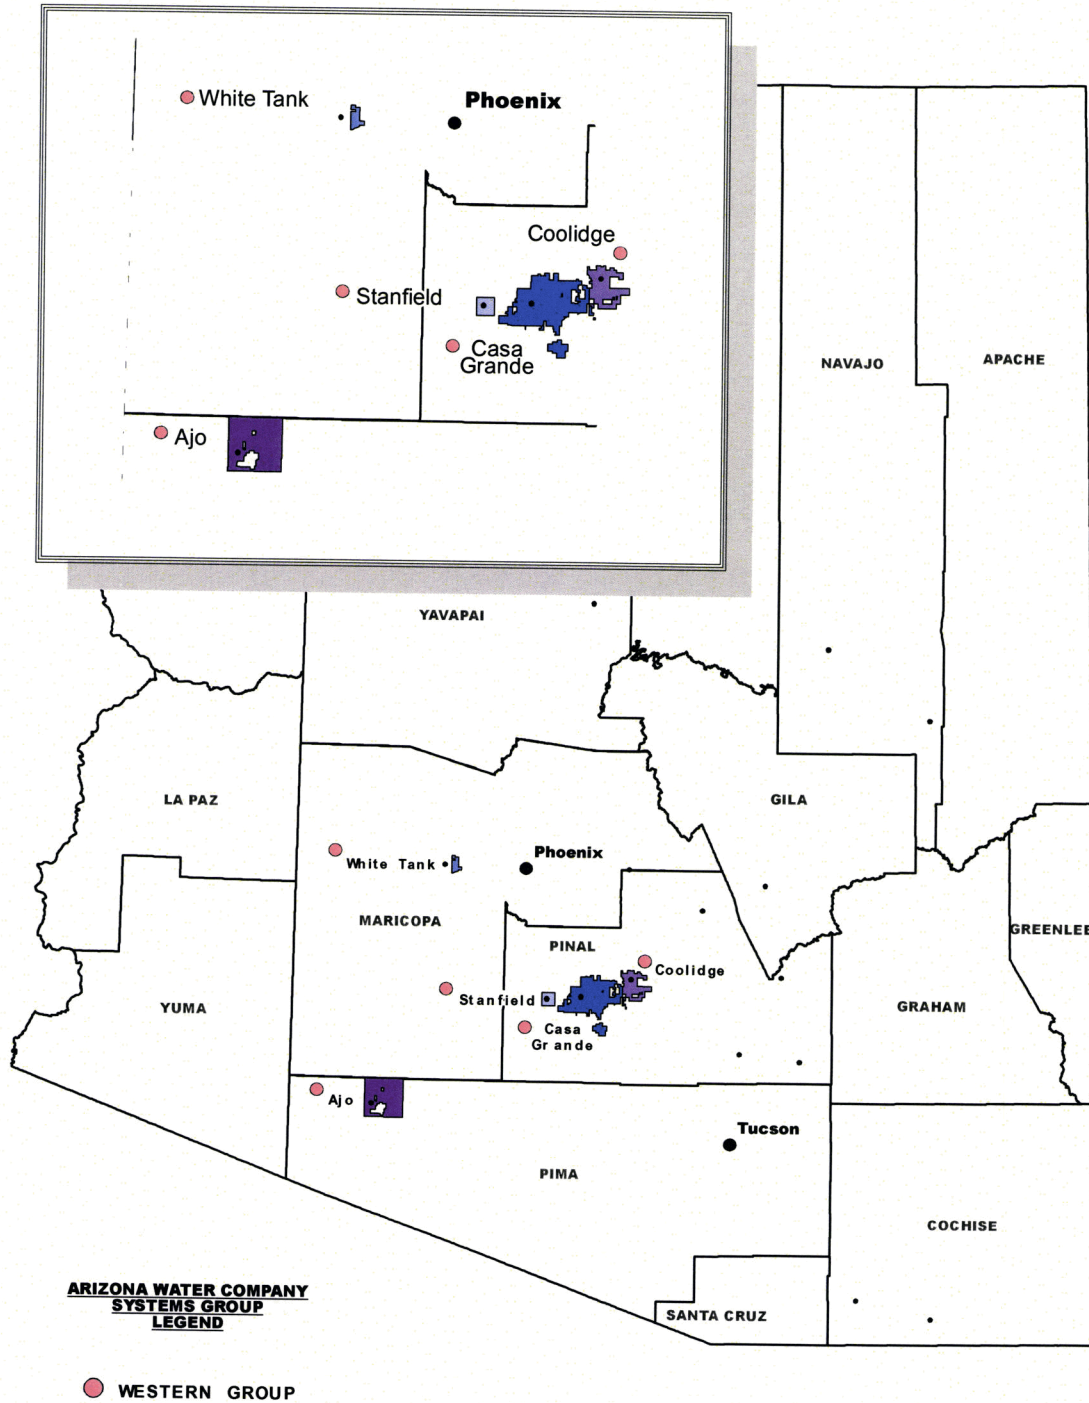 White Tank
Phoenix
Coolidge
Stanfield
Casa
Grande
Ajo
NAVAJO
APACHE
YAVAPAI
LA PAZ
GILA
White Tank
Phoenix
MARICOPA
PINAL
GREENLEE
Coolidge
Stanfield
YUMA
GRAHAM
Casa
Grande
Ajo
Tucson
PIMA
COCHISE
ARIZONA WATER COMPANY
SYSTEMS GROUP
LEGEND
SANTA CRUZ
WESTERN GROUP